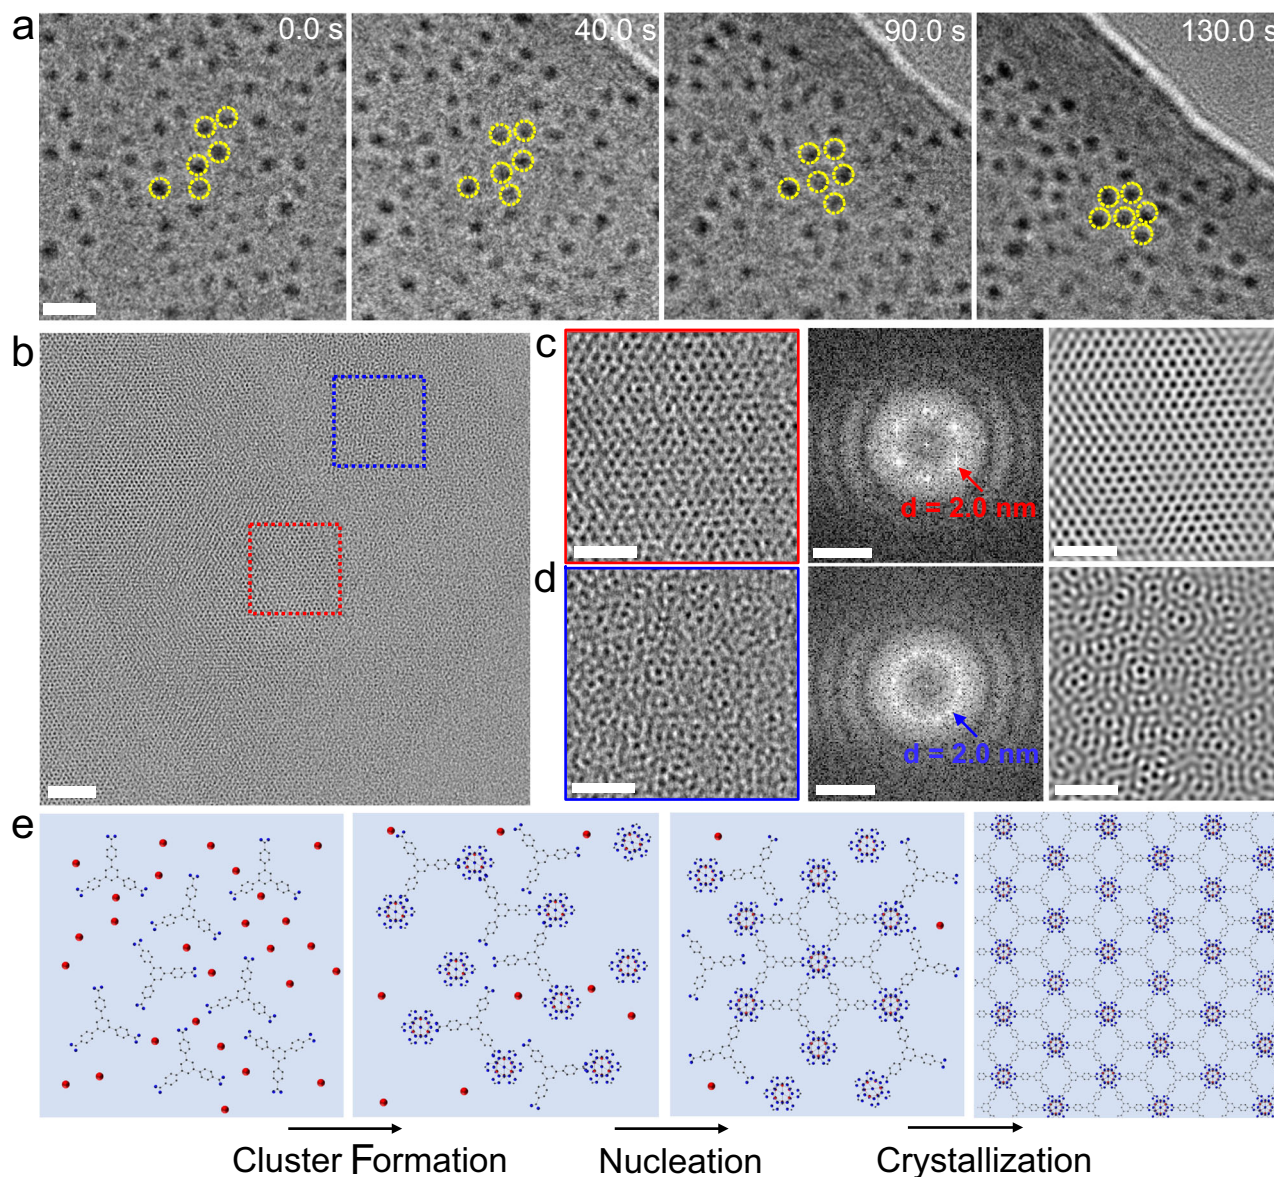 a
0.0 s
40.0 s
90.0 s
130.0 s
b
c
d = 2.0 nm
d
d = 2.0 nm
e
Cluster Formation
Nucleation
Crystallization